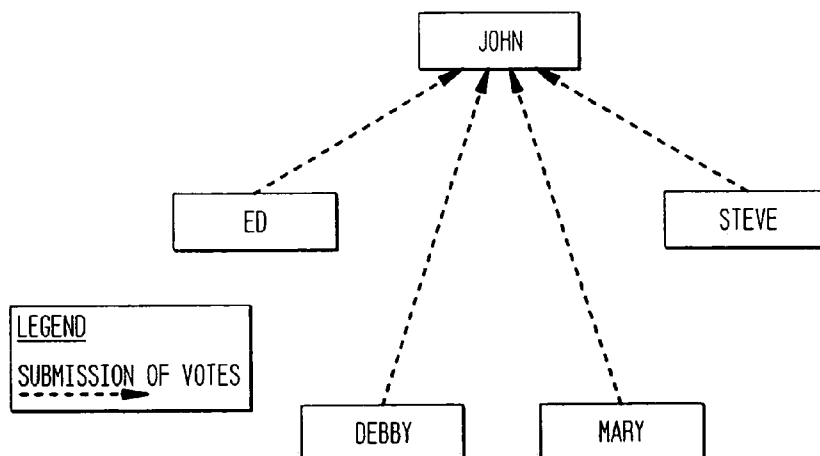 JOHN
ED
STEVE
LEGEND
SUBMISSION OF VOTES
DEBBY
MARY